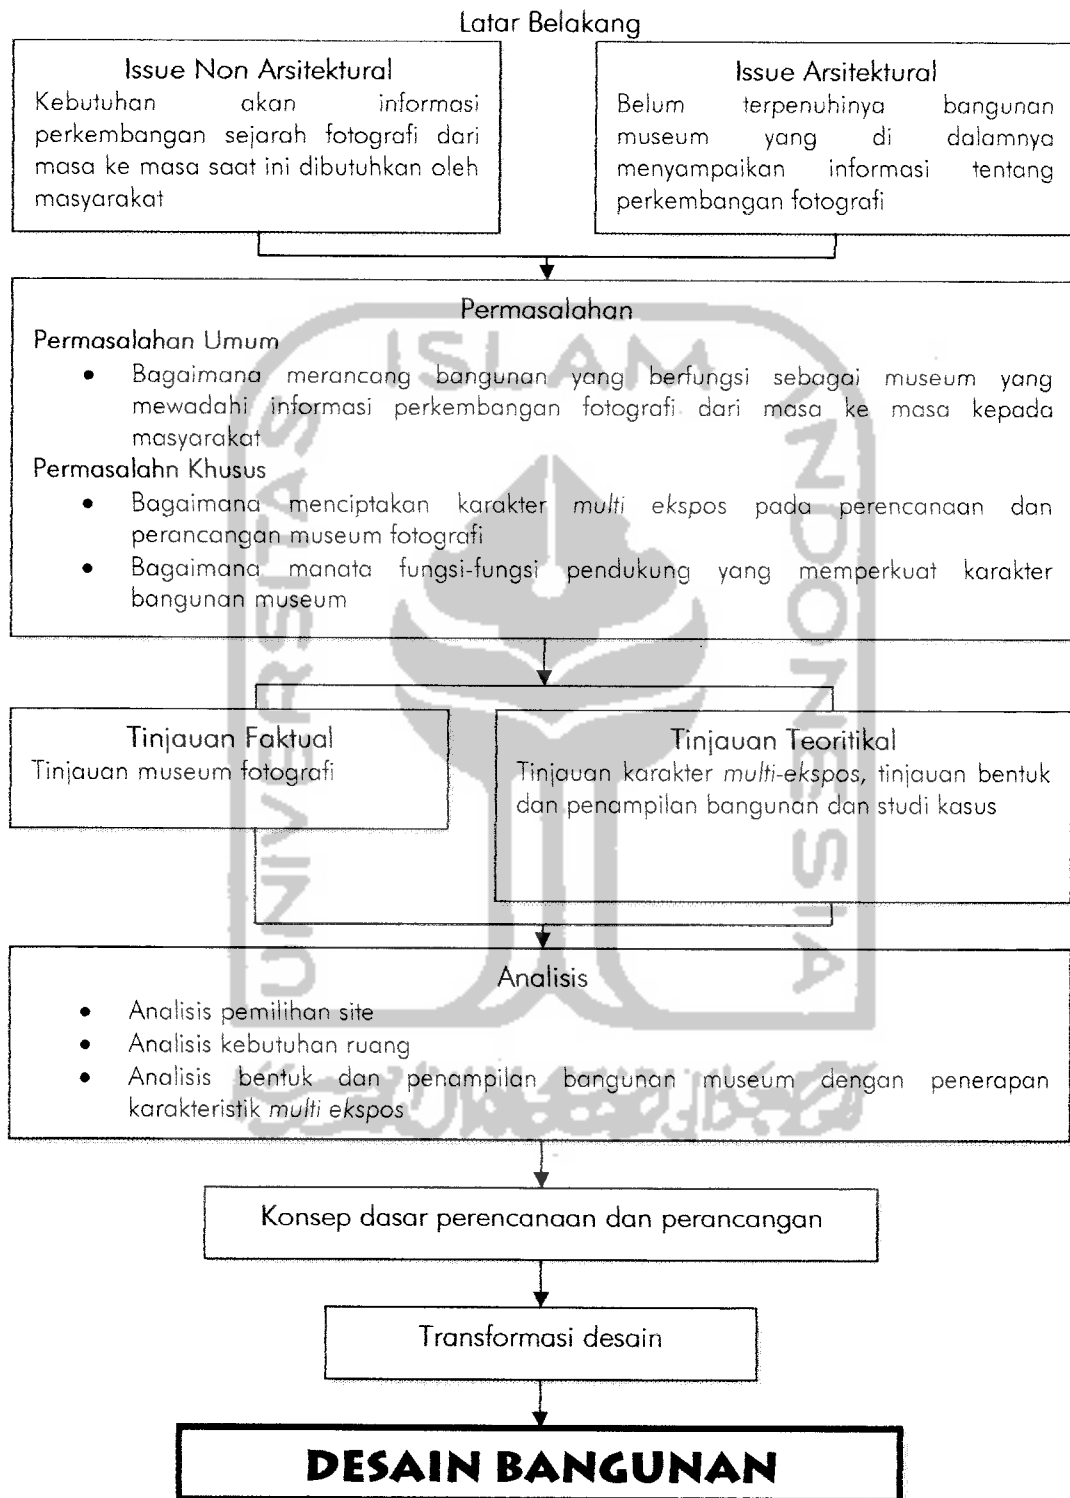 Latar Belakang
Issue Non Arsitektural
Kebutuhan akan informasi
perkembangan sejarah fotografi dari
masa ke masa saat ini dibutuhkan oleh
masyarakat
Issue Arsitektural
Belum terpenuhinya bangunan
museum yang di dalamnya
menyampaikan informasi tentang
perkembangan fotografi
Permasalahan
Permasalahan Umum
• Bagaimana merancang bangunan yang berfungsi sebagai museum yang
mewadahi informasi perkembangan fotografi dari masa ke masa kepada
masyarakat
Permasalahn Khusus
• Bagaimana menciptakan karakter multi ekspos pada perencanaan dan
perancangan museum fotografi
• Bagaimana manata fungsi-fungsi pendukung yang memperkuat karakter
bangunan museum
Tinjauan Faktual
Tinjauan museum fotografi
Tinjauan Teoritikal
Tinjauan karakter multi-ekspos, tinjauan bentuk
dan penampilan bangunan dan studi kasus
Analisis
• Analisis pemilihan site
• Analisis kebutuhan ruang
• Analisis bentuk dan penampilan bangunan museum dengan penerapan
karakteristik multi ekspos
Konsep dasar perencanaan dan perancangan
Transformasi desain
DESAIN BANGUNAN
UNIVERSITAS
ISLAM
INDONESIA